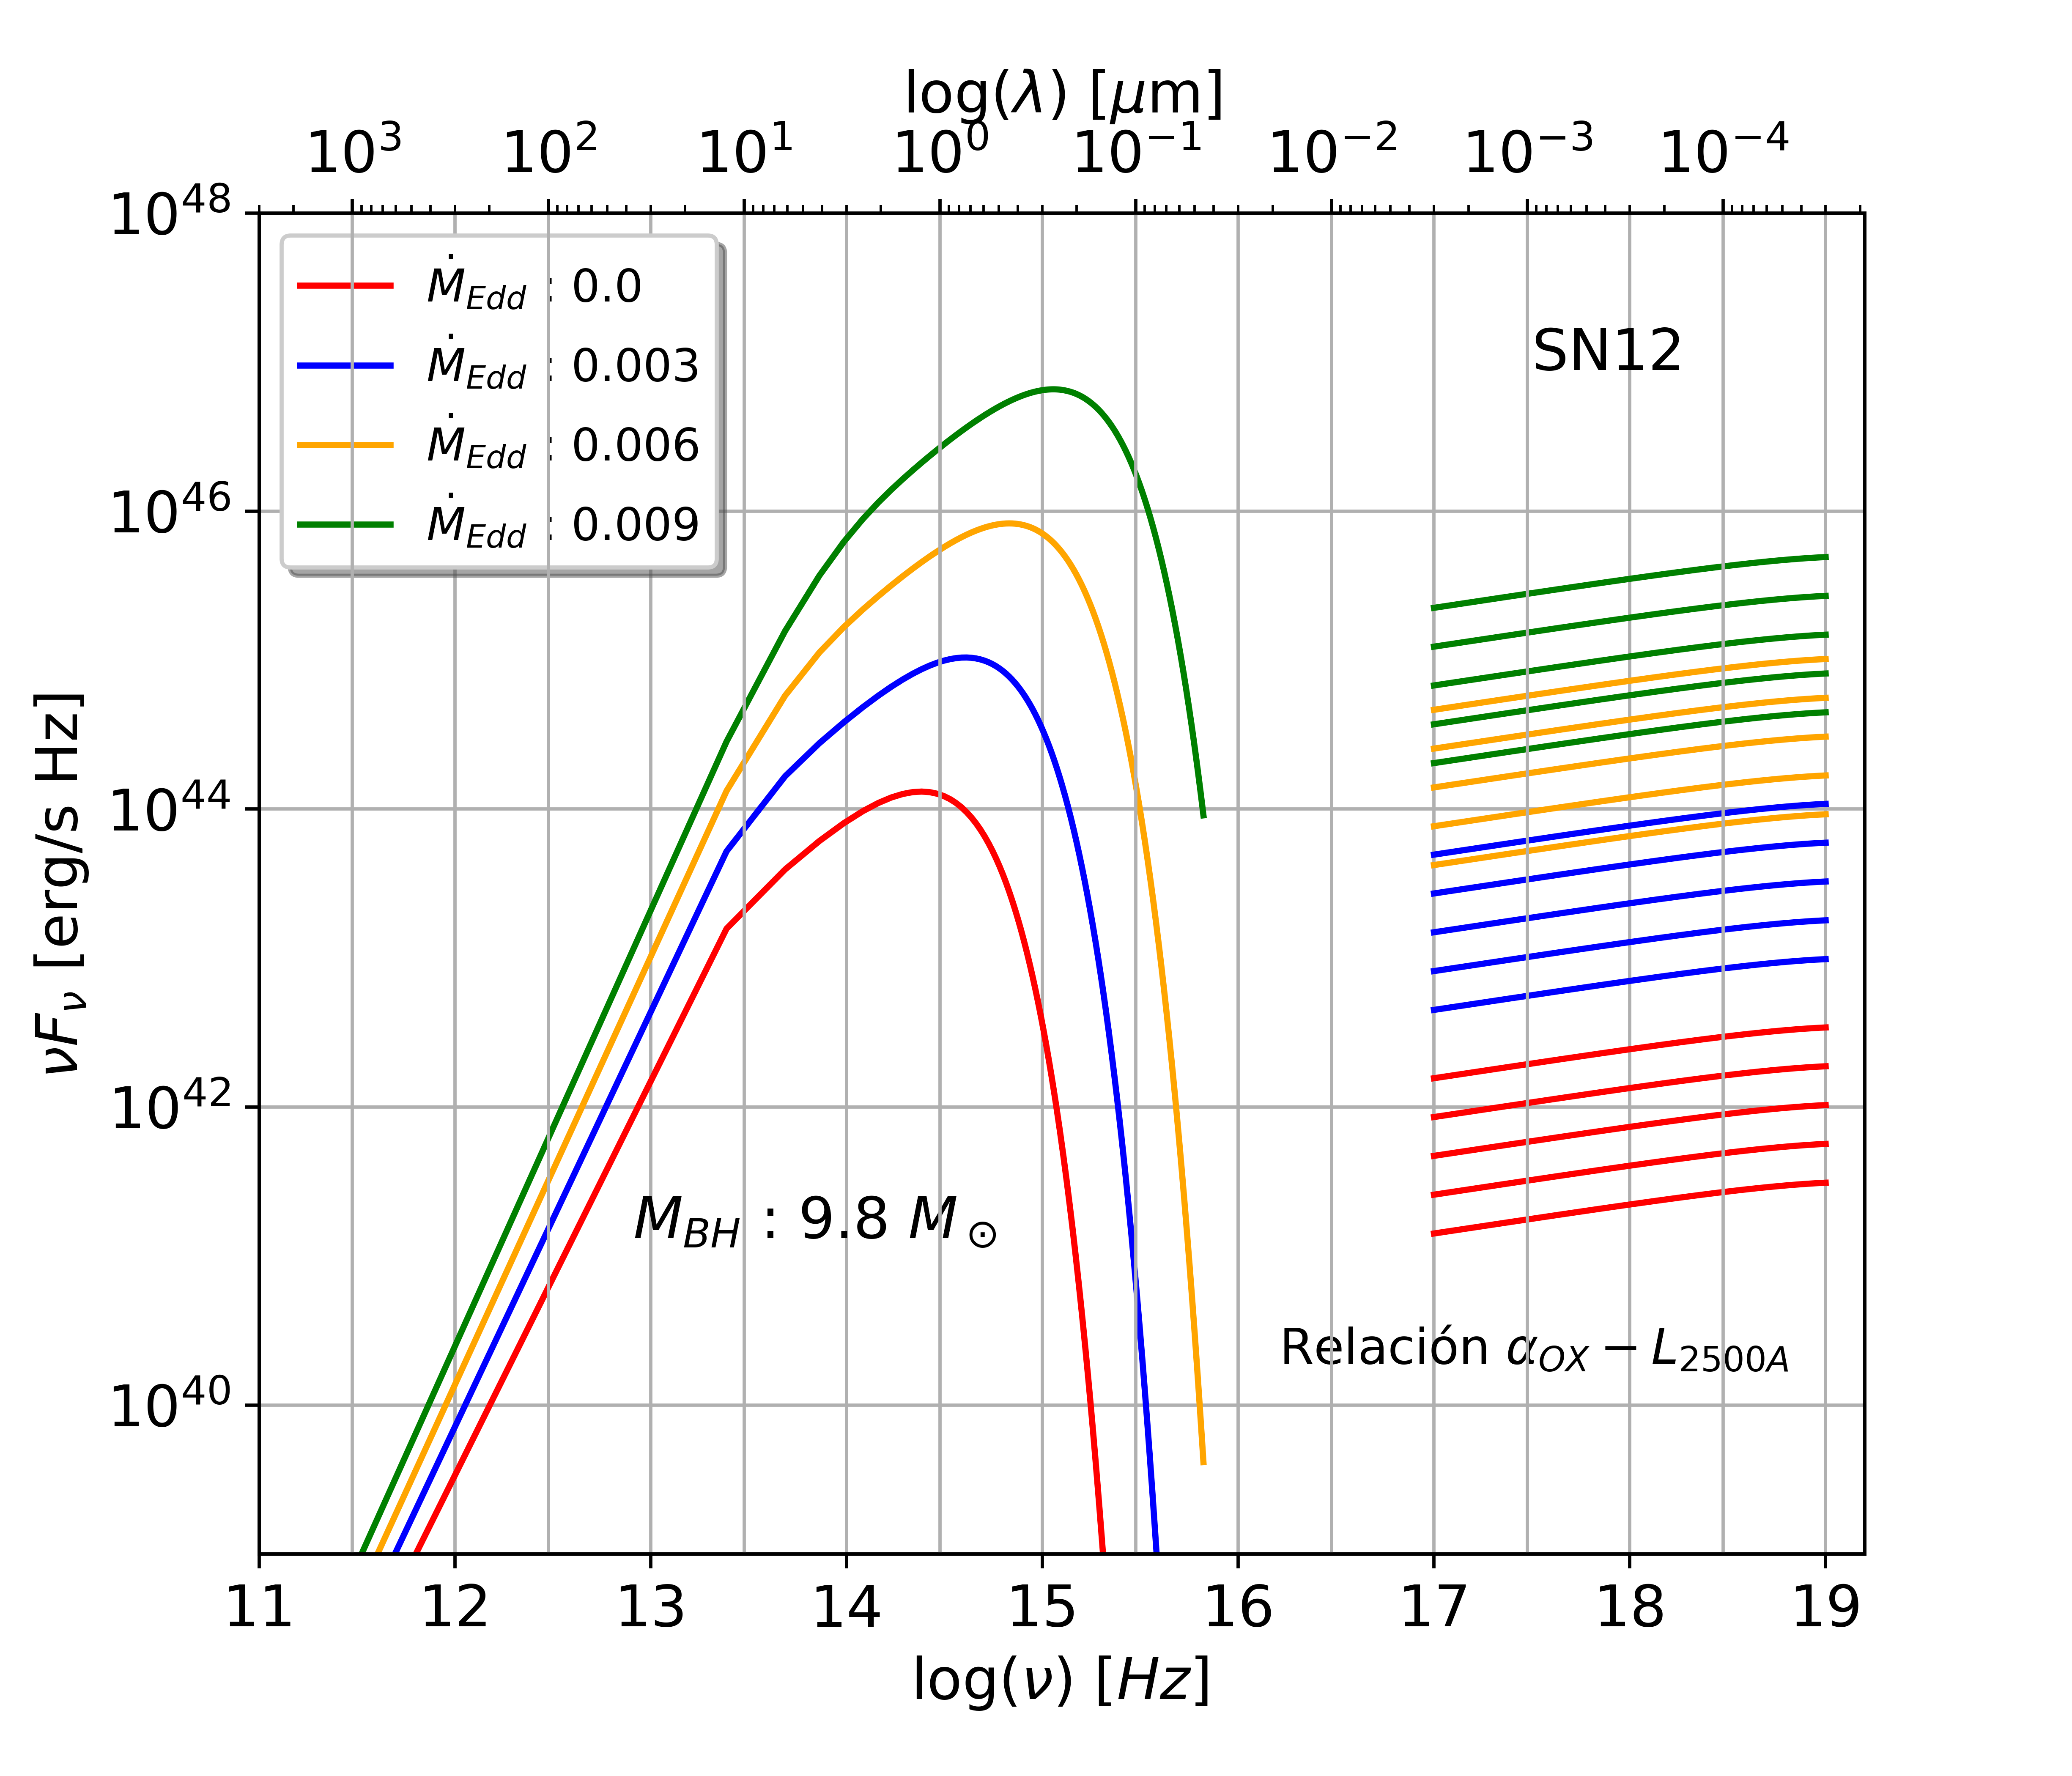 log(λ) [μm]
10³ 10² 10¹ 10⁰ 10⁻¹ 10⁻² 10⁻³ 10⁻⁴
10⁴⁸
Ṁ_Edd : 0.0
Ṁ_Edd : 0.003
Ṁ_Edd : 0.006
Ṁ_Edd : 0.009
SN12
10⁴⁶
10⁴⁴
νF_ν [erg/s Hz]
10⁴²
M_BH : 9.8 M_⊙
Relación α_OX − L_2500A
10⁴⁰
11 12 13 14 15 16 17 18 19
log(ν) [Hz]